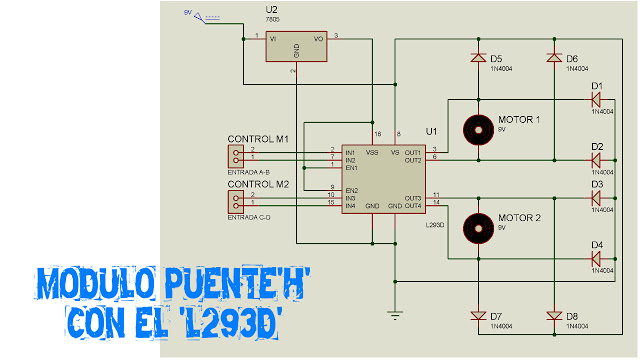 9V
U2
7805
1
VI
VO
3
GND
2
D5
1N4004
D6
1N4004
D1
1N4004
MOTOR 1
9V
D2
1N4004
U1
16
8
VSS
VS
CONTROL M1
2
1
ENTRADA A-B
2
7
1
IN1
IN2
EN1
OUT1
OUT2
3
6
CONTROL M2
2
1
ENTRADA C-D
9
10
15
EN2
IN3
IN4
OUT3
OUT4
11
14
GND
GND
L293D
D3
1N4004
MOTOR 2
9V
D4
1N4004
D7
1N4004
D8
1N4004
MODULO PUENTE'H'
CON EL 'L293D'